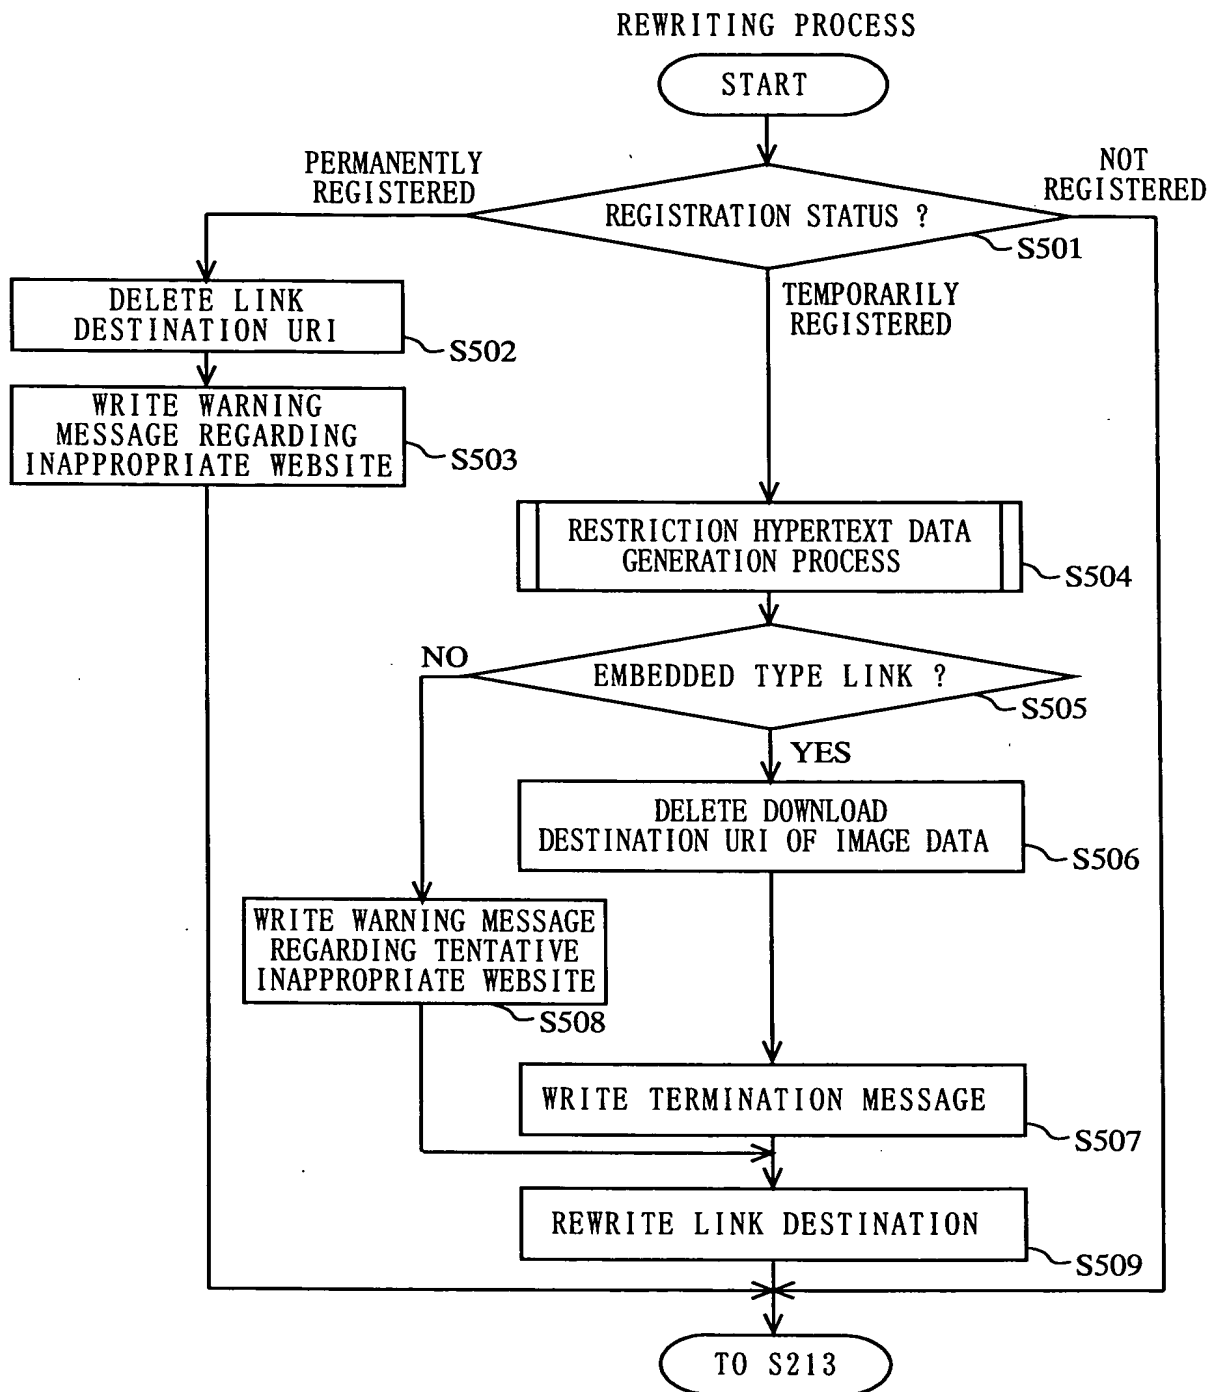 REWRITING PROCESS
START
PERMANENTLY
REGISTERED
NOT
REGISTERED
REGISTRATION STATUS ?
S501
TEMPORARILY
REGISTERED
DELETE LINK
DESTINATION URI
S502
WRITE WARNING
MESSAGE REGARDING
INAPPROPRIATE WEBSITE
S503
RESTRICTION HYPERTEXT DATA
GENERATION PROCESS
S504
NO
EMBEDDED TYPE LINK ?
S505
YES
DELETE DOWNLOAD
DESTINATION URI OF IMAGE DATA
S506
WRITE WARNING MESSAGE
REGARDING TENTATIVE
INAPPROPRIATE WEBSITE
S508
WRITE TERMINATION MESSAGE
S507
REWRITE LINK DESTINATION
S509
TO S213